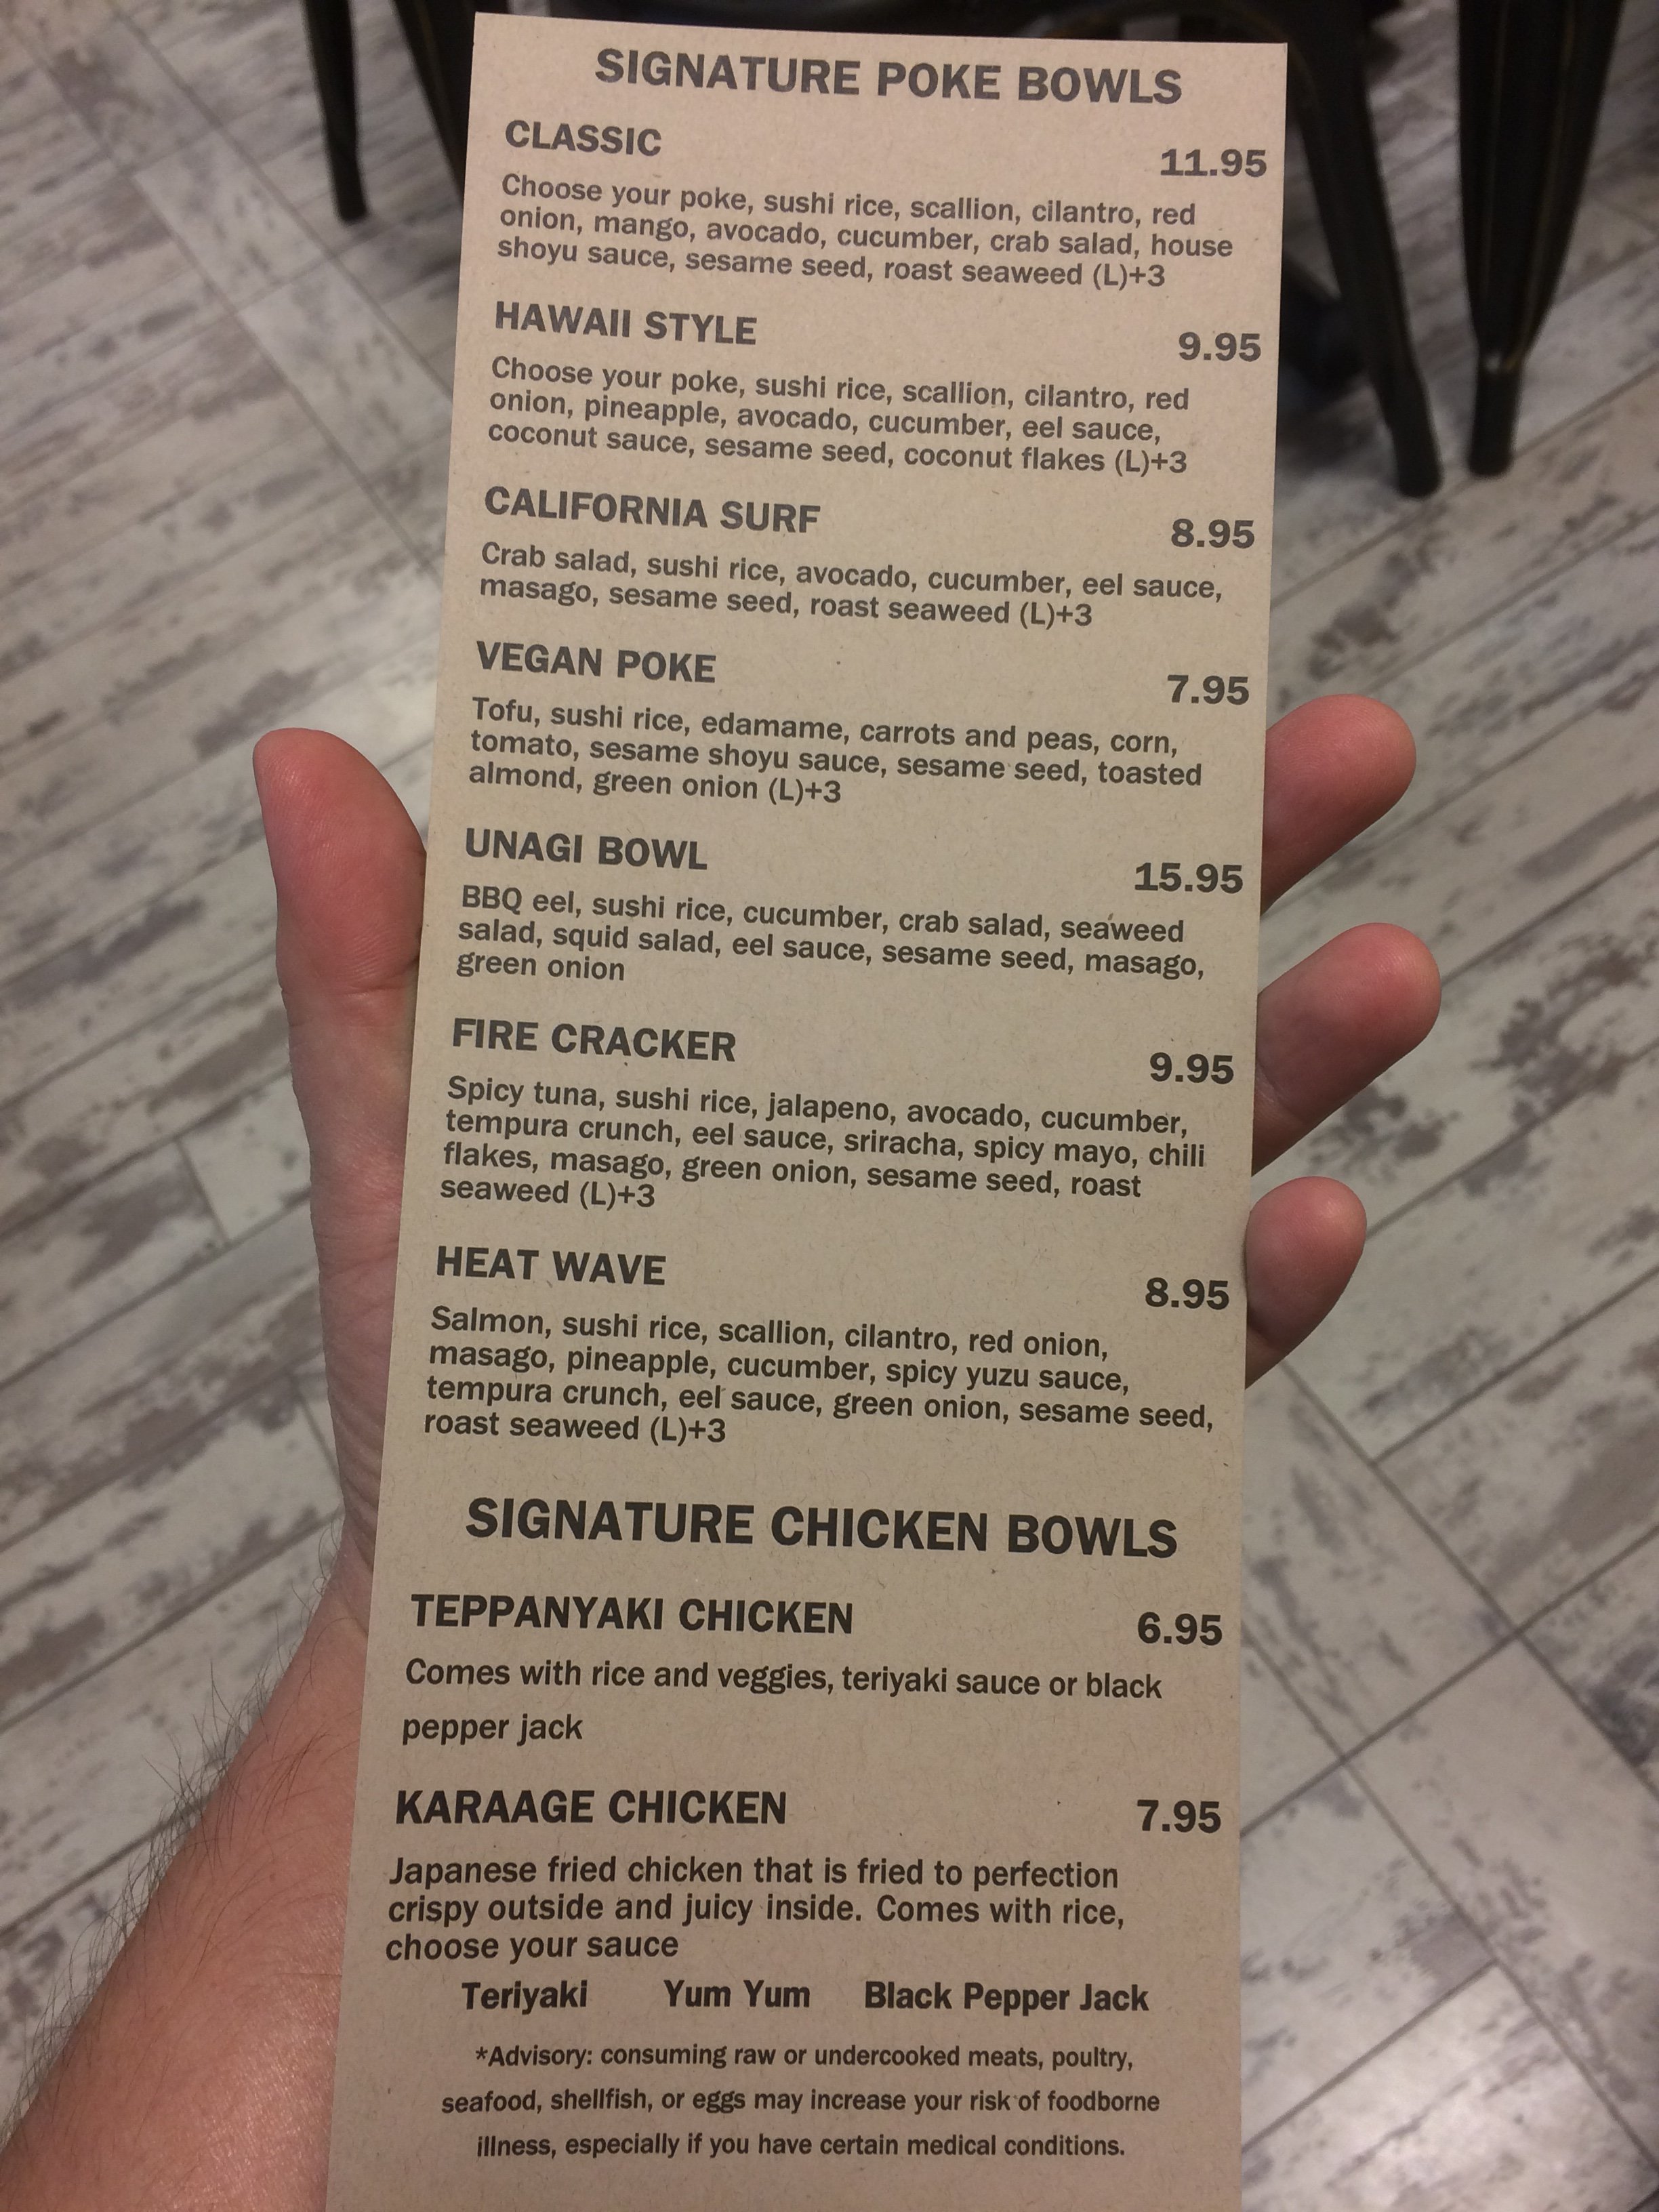 SIGNATURE POKE BOWLS
CLASSIC 11.95
Choose your poke, sushi rice, scallion, cilantro, red
onion, mango, avocado, cucumber, crab salad, house
shoyu sauce, sesame seed, roast seaweed (L)+3
HAWAII STYLE 9.95
Choose your poke, sushi rice, scallion, cilantro, red
onion, pineapple, avocado, cucumber, eel sauce,
coconut sauce, sesame seed, coconut flakes (L)+3
CALIFORNIA SURF 8.95
Crab salad, sushi rice, avocado, cucumber, eel sauce,
masago, sesame seed, roast seaweed (L)+3
VEGAN POKE 7.95
Tofu, sushi rice, edamame, carrots and peas, corn,
tomato, sesame shoyu sauce, sesame seed, toasted
almond, green onion (L)+3
UNAGI BOWL 15.95
BBQ eel, sushi rice, cucumber, crab salad, seaweed
salad, squid salad, eel sauce, sesame seed, masago,
green onion
FIRE CRACKER 9.95
Spicy tuna, sushi rice, jalapeno, avocado, cucumber,
tempura crunch, eel sauce, sriracha, spicy mayo, chili
flakes, masago, green onion, sesame seed, roast
seaweed (L)+3
HEAT WAVE 8.95
Salmon, sushi rice, scallion, cilantro, red onion,
masago, pineapple, cucumber, spicy yuzu sauce,
tempura crunch, eel sauce, green onion, sesame seed,
roast seaweed (L)+3
SIGNATURE CHICKEN BOWLS
TEPPANYAKI CHICKEN 6.95
Comes with rice and veggies, teriyaki sauce or black
pepper jack
KARAAGE CHICKEN 7.95
Japanese fried chicken that is fried to perfection
crispy outside and juicy inside. Comes with rice,
choose your sauce
Teriyaki Yum Yum Black Pepper Jack
*Advisory: consuming raw or undercooked meats, poultry,
seafood, shellfish, or eggs may increase your risk of foodborne
illness, especially if you have certain medical conditions.